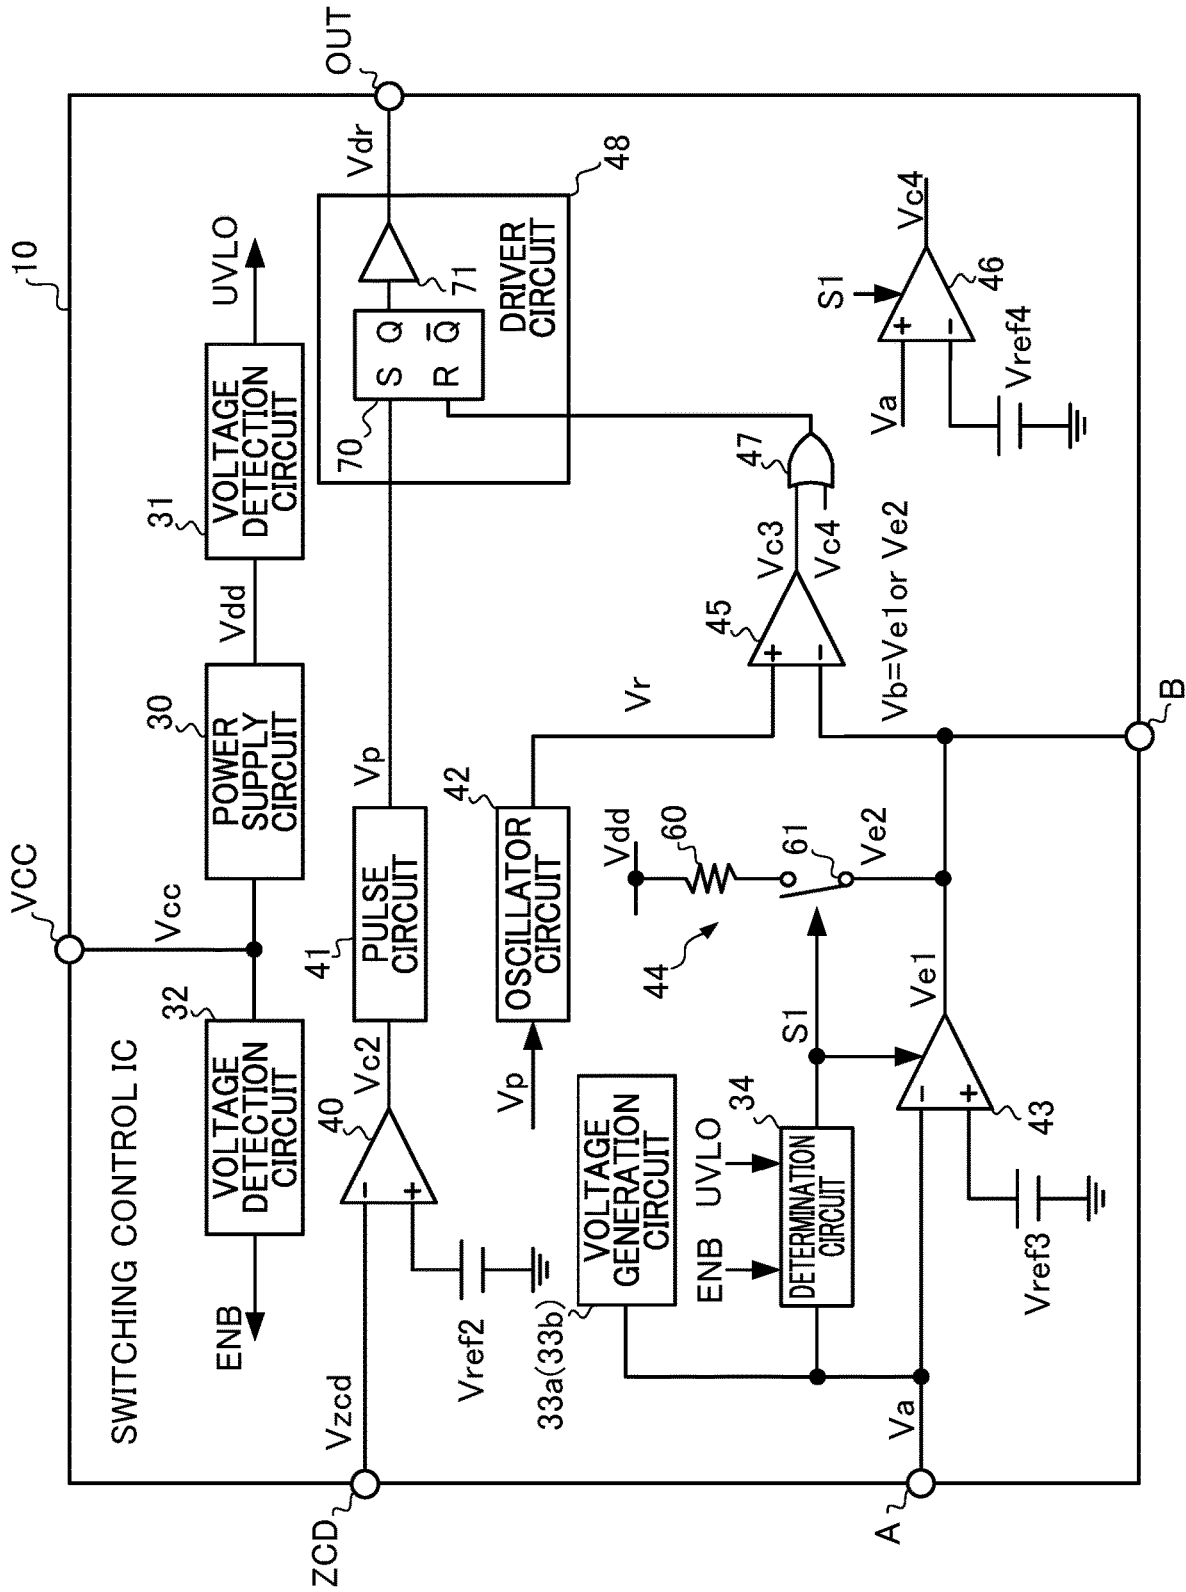 10
SWITCHING CONTROL IC
VCC
Vcc
ENB
32
VOLTAGE
DETECTION
CIRCUIT
30
POWER
SUPPLY
CIRCUIT
Vdd
31
VOLTAGE
DETECTION
CIRCUIT
UVLO
ZCD
Vzcd
40
-
+
Vref2
Vc2
41
PULSE
CIRCUIT
Vp
70
S Q
R Q̅
71
DRIVER
CIRCUIT
48
Vdr
OUT
Vp
42
OSCILLATOR
CIRCUIT
Vr
33a(33b)
VOLTAGE
GENERATION
CIRCUIT
ENB UVLO
34
DETERMINATION
CIRCUIT
S1
44
Vdd
60
61
Ve2
45
+
-
Vc3
Vc4
47
Vb=Ve1or Ve2
A
Va
-
+
43
Vref3
Ve1
B
S1
Va
+
-
46
Vref4
Vc4